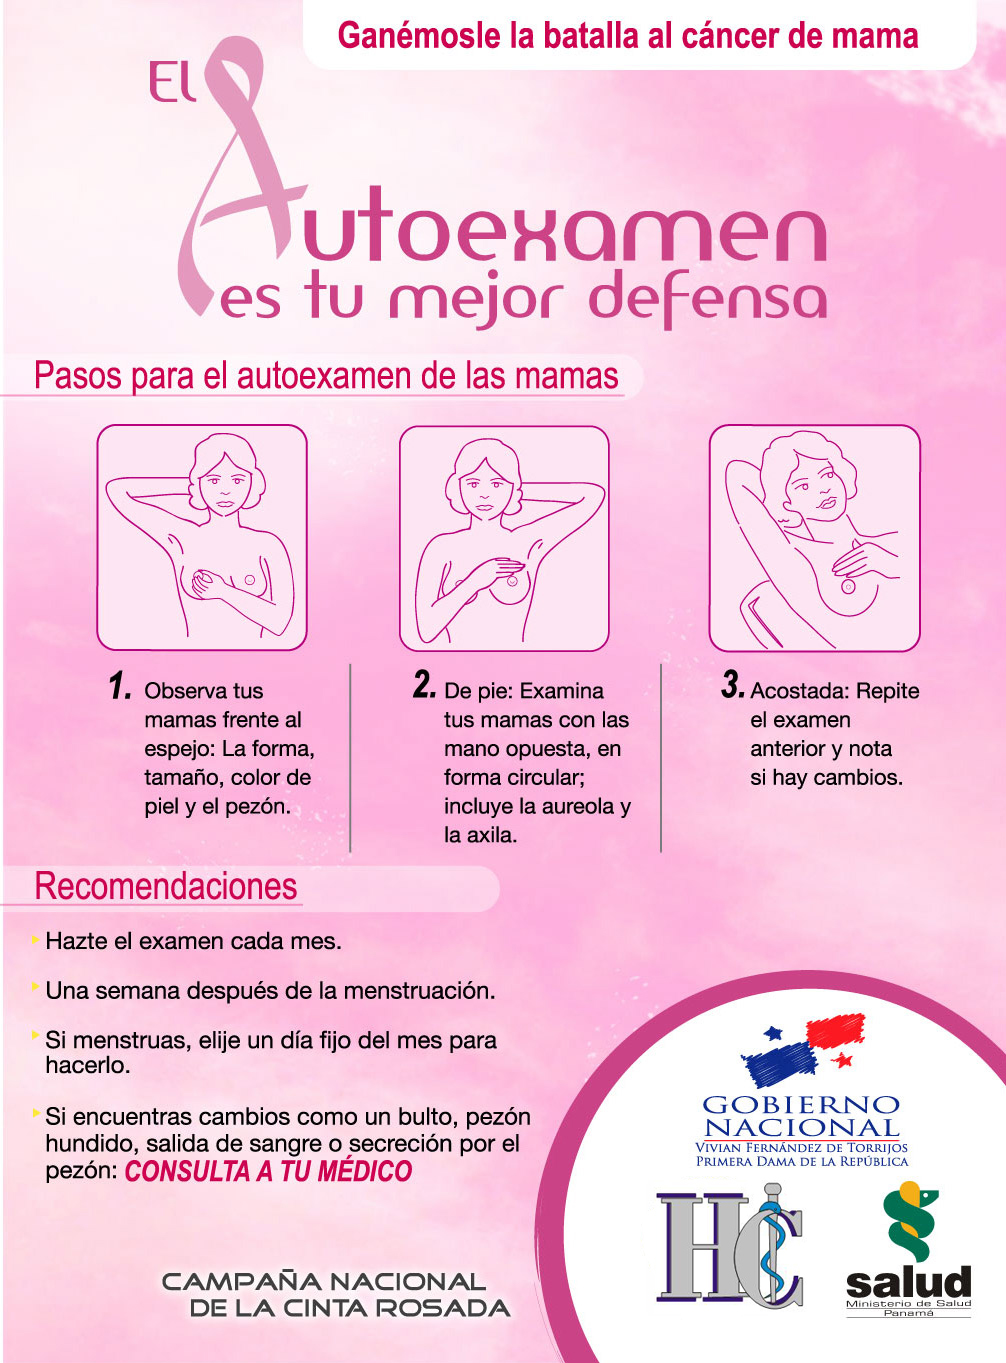 Ganémosle la batalla al cáncer de mama
El
Autoexamen
es tu mejor defensa
Pasos para el autoexamen de las mamas
1. Observa tus
mamas frente al
espejo: La forma,
tamaño, color de
piel y el pezón.
2. De pie: Examina
tus mamas con las
mano opuesta, en
forma circular;
incluye la aureola y
la axila.
3. Acostada: Repite
el examen
anterior y nota
si hay cambios.
Recomendaciones
Hazte el examen cada mes.
Una semana después de la menstruación.
Si menstruas, elije un día fijo del mes para
hacerlo.
Si encuentras cambios como un bulto, pezón
hundido, salida de sangre o secreción por el
pezón: CONSULTA A TU MÉDICO
CAMPAÑA NACIONAL
DE LA CINTA ROSADA
GOBIERNO
NACIONAL
VIVIAN FERNÁNDEZ DE TORRIJOS
PRIMERA DAMA DE LA REPÚBLICA
HC
salud
Ministerio de Salud
Panamá